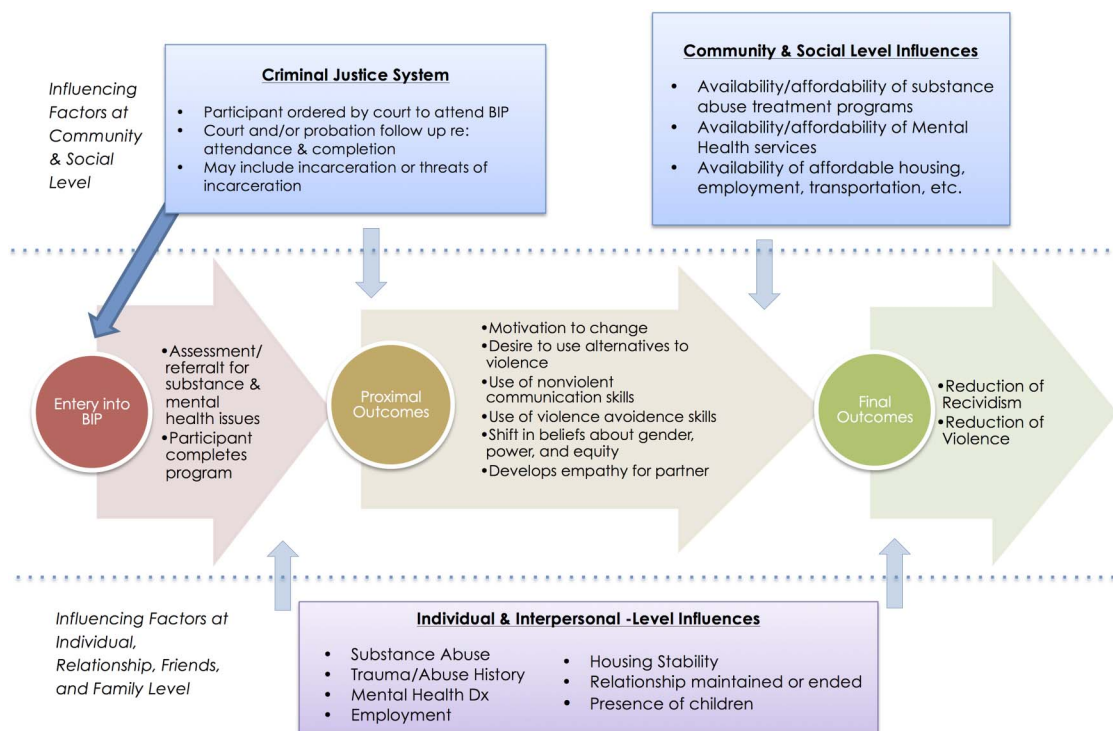 Influencing
Factors at
Community
& Social
Level
Criminal Justice System
• Participant ordered by court to attend BIP
• Court and/or probation follow up re:
attendance & completion
• May include incarceration or threats of
incarceration
Community & Social Level Influences
• Availability/affordability of substance
abuse treatment programs
• Availability/affordability of Mental
Health services
• Availability of affordable housing,
employment, transportation, etc.
Entery into
BIP
•Assessment/
referralt for
substance &
mental
health issues
•Participant
completes
program
Proximal
Outcomes
•Motivation to change
•Desire to use alternatives to
violence
•Use of nonviolent
communication skills
•Use of violence avoidence skills
•Shift in beliefs about gender,
power, and equity
•Develops empathy for partner
Final
Outcomes
•Reduction of
Recividism
•Reduction of
Violence
Influencing Factors at
Individual,
Relationship, Friends,
and Family Level
Individual & Interpersonal -Level Influences
• Substance Abuse
• Trauma/Abuse History
• Mental Health Dx
• Employment
• Housing Stability
• Relationship maintained or ended
• Presence of children